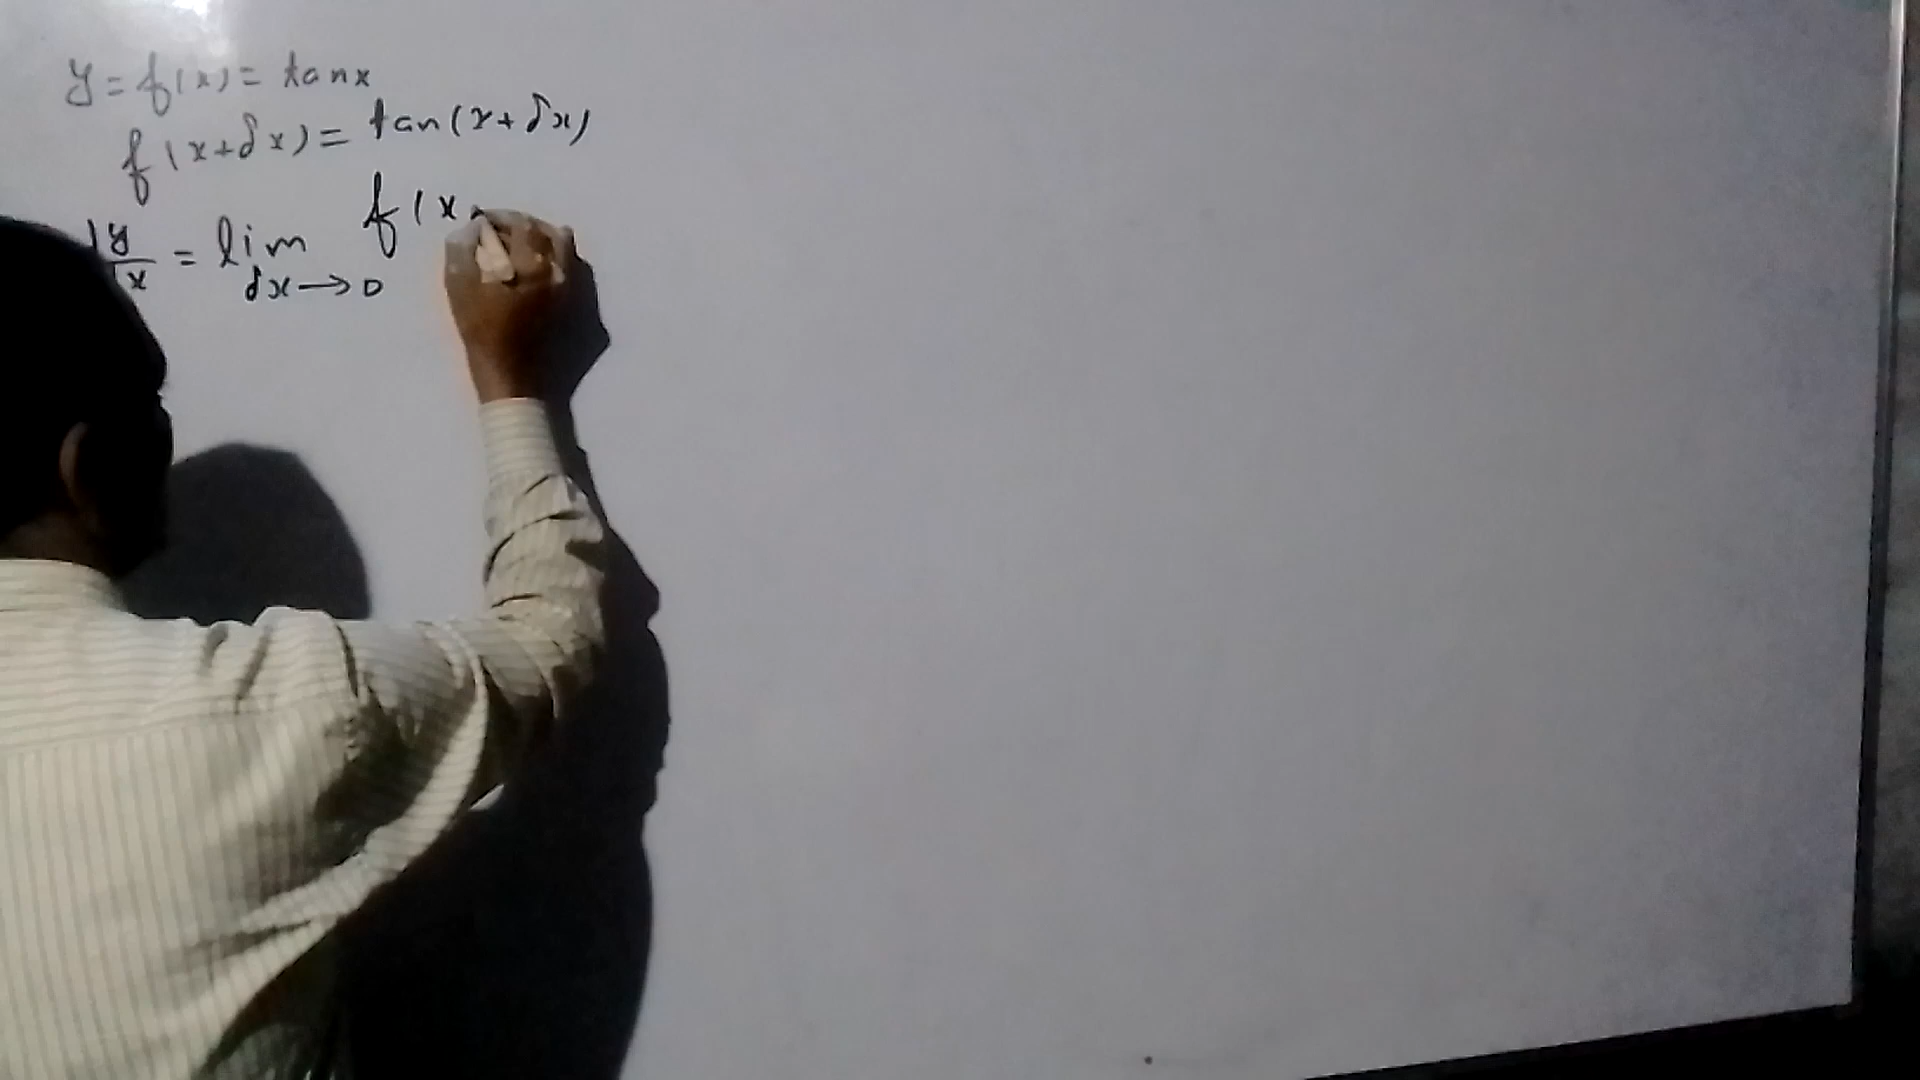 y = f(x) = tanx
f(x+δx) = tan(x+δx)
dy/dx = lim δx→0 f(x